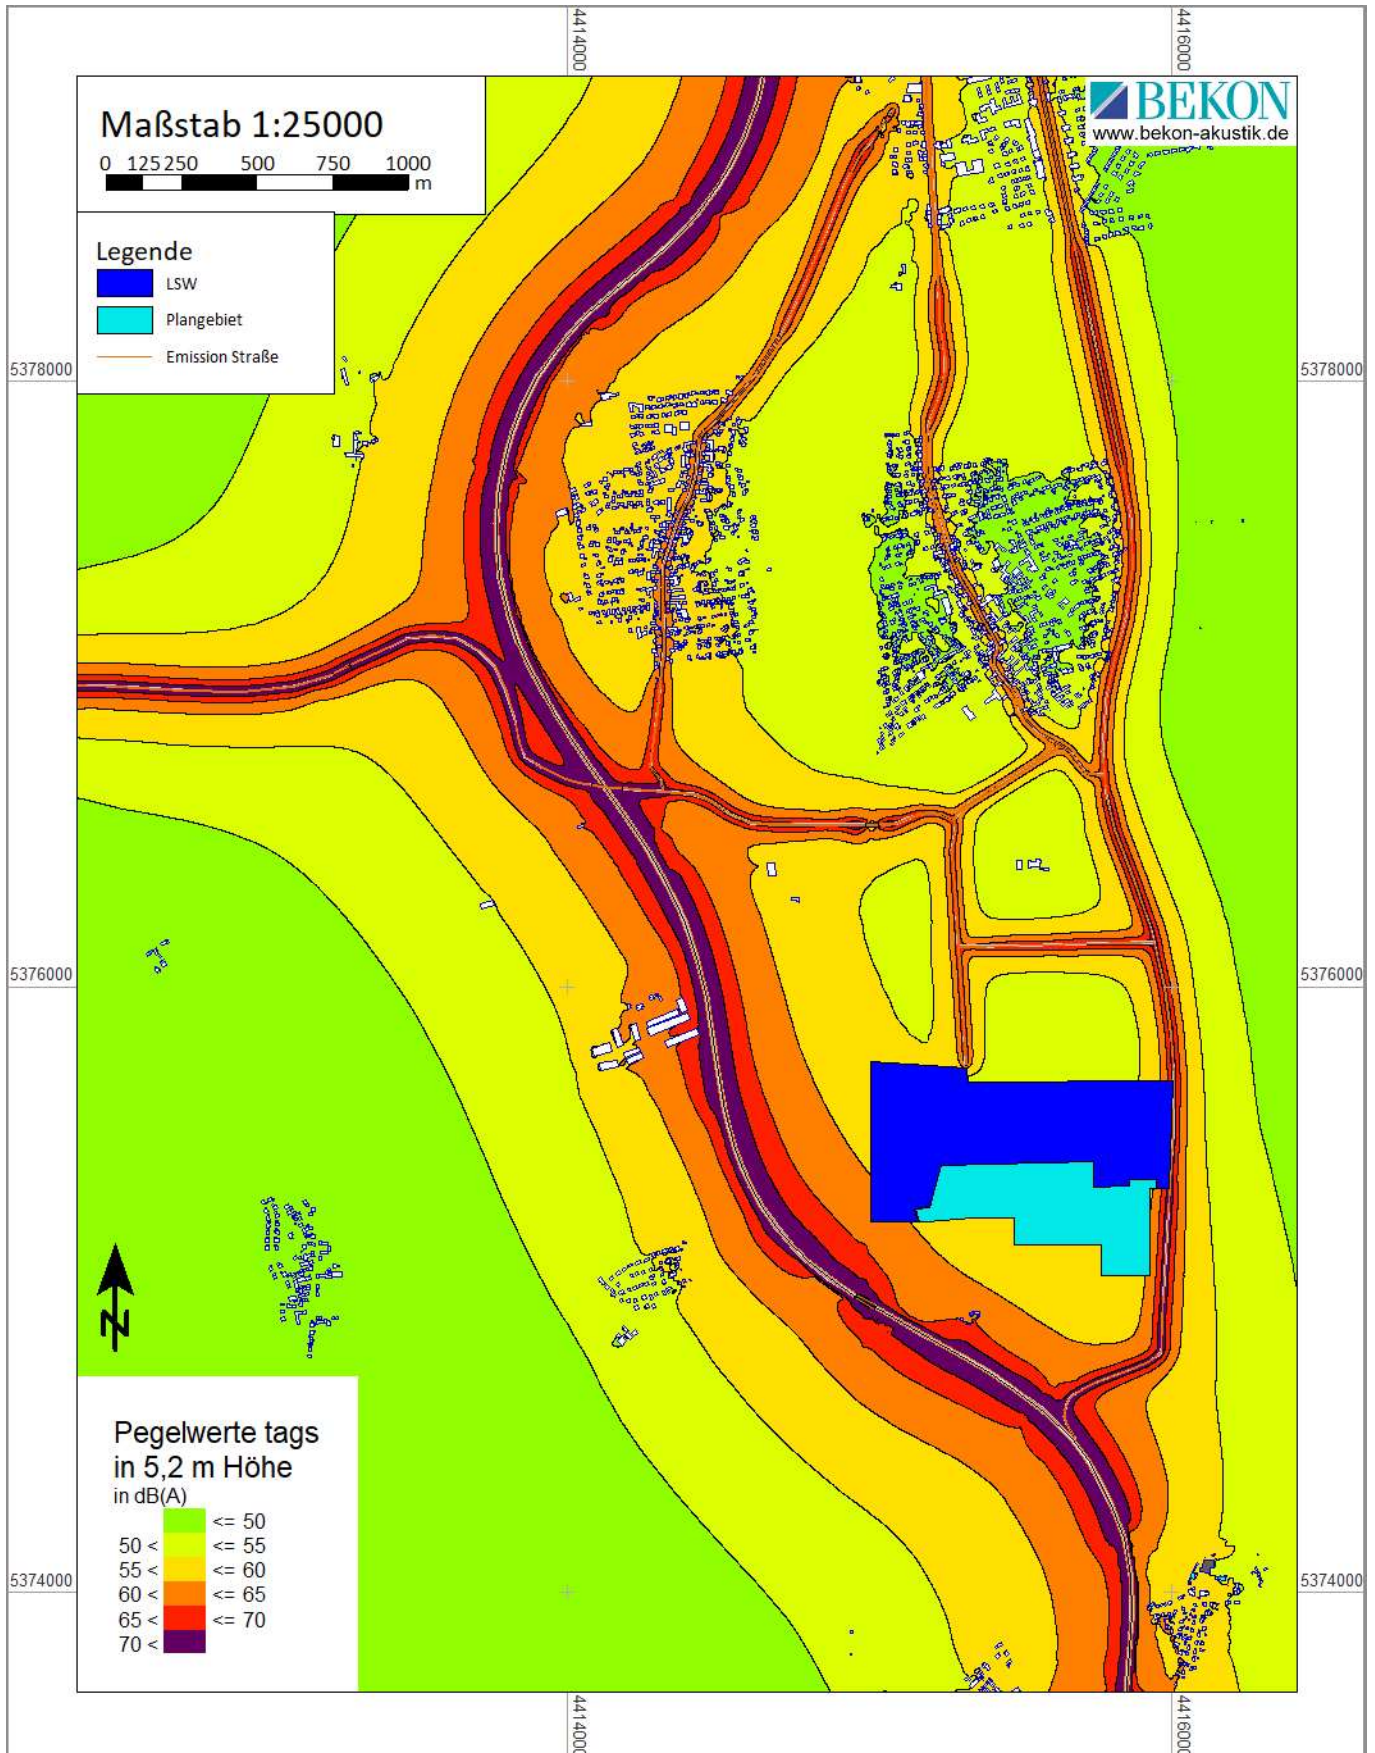 4414000
4416000
Maßstab 1:25000
0 125 250 500 750 1000
m
BEKON
www.bekon-akustik.de
Legende
LSW
Plangebiet
Emission Straße
5378000
5378000
5376000
5376000
N
Pegelwerte tags
in 5,2 m Höhe
in dB(A)
<= 50
50 < <= 55
55 < <= 60
60 < <= 65
65 < <= 70
70 <
5374000
5374000
4414000
4416000